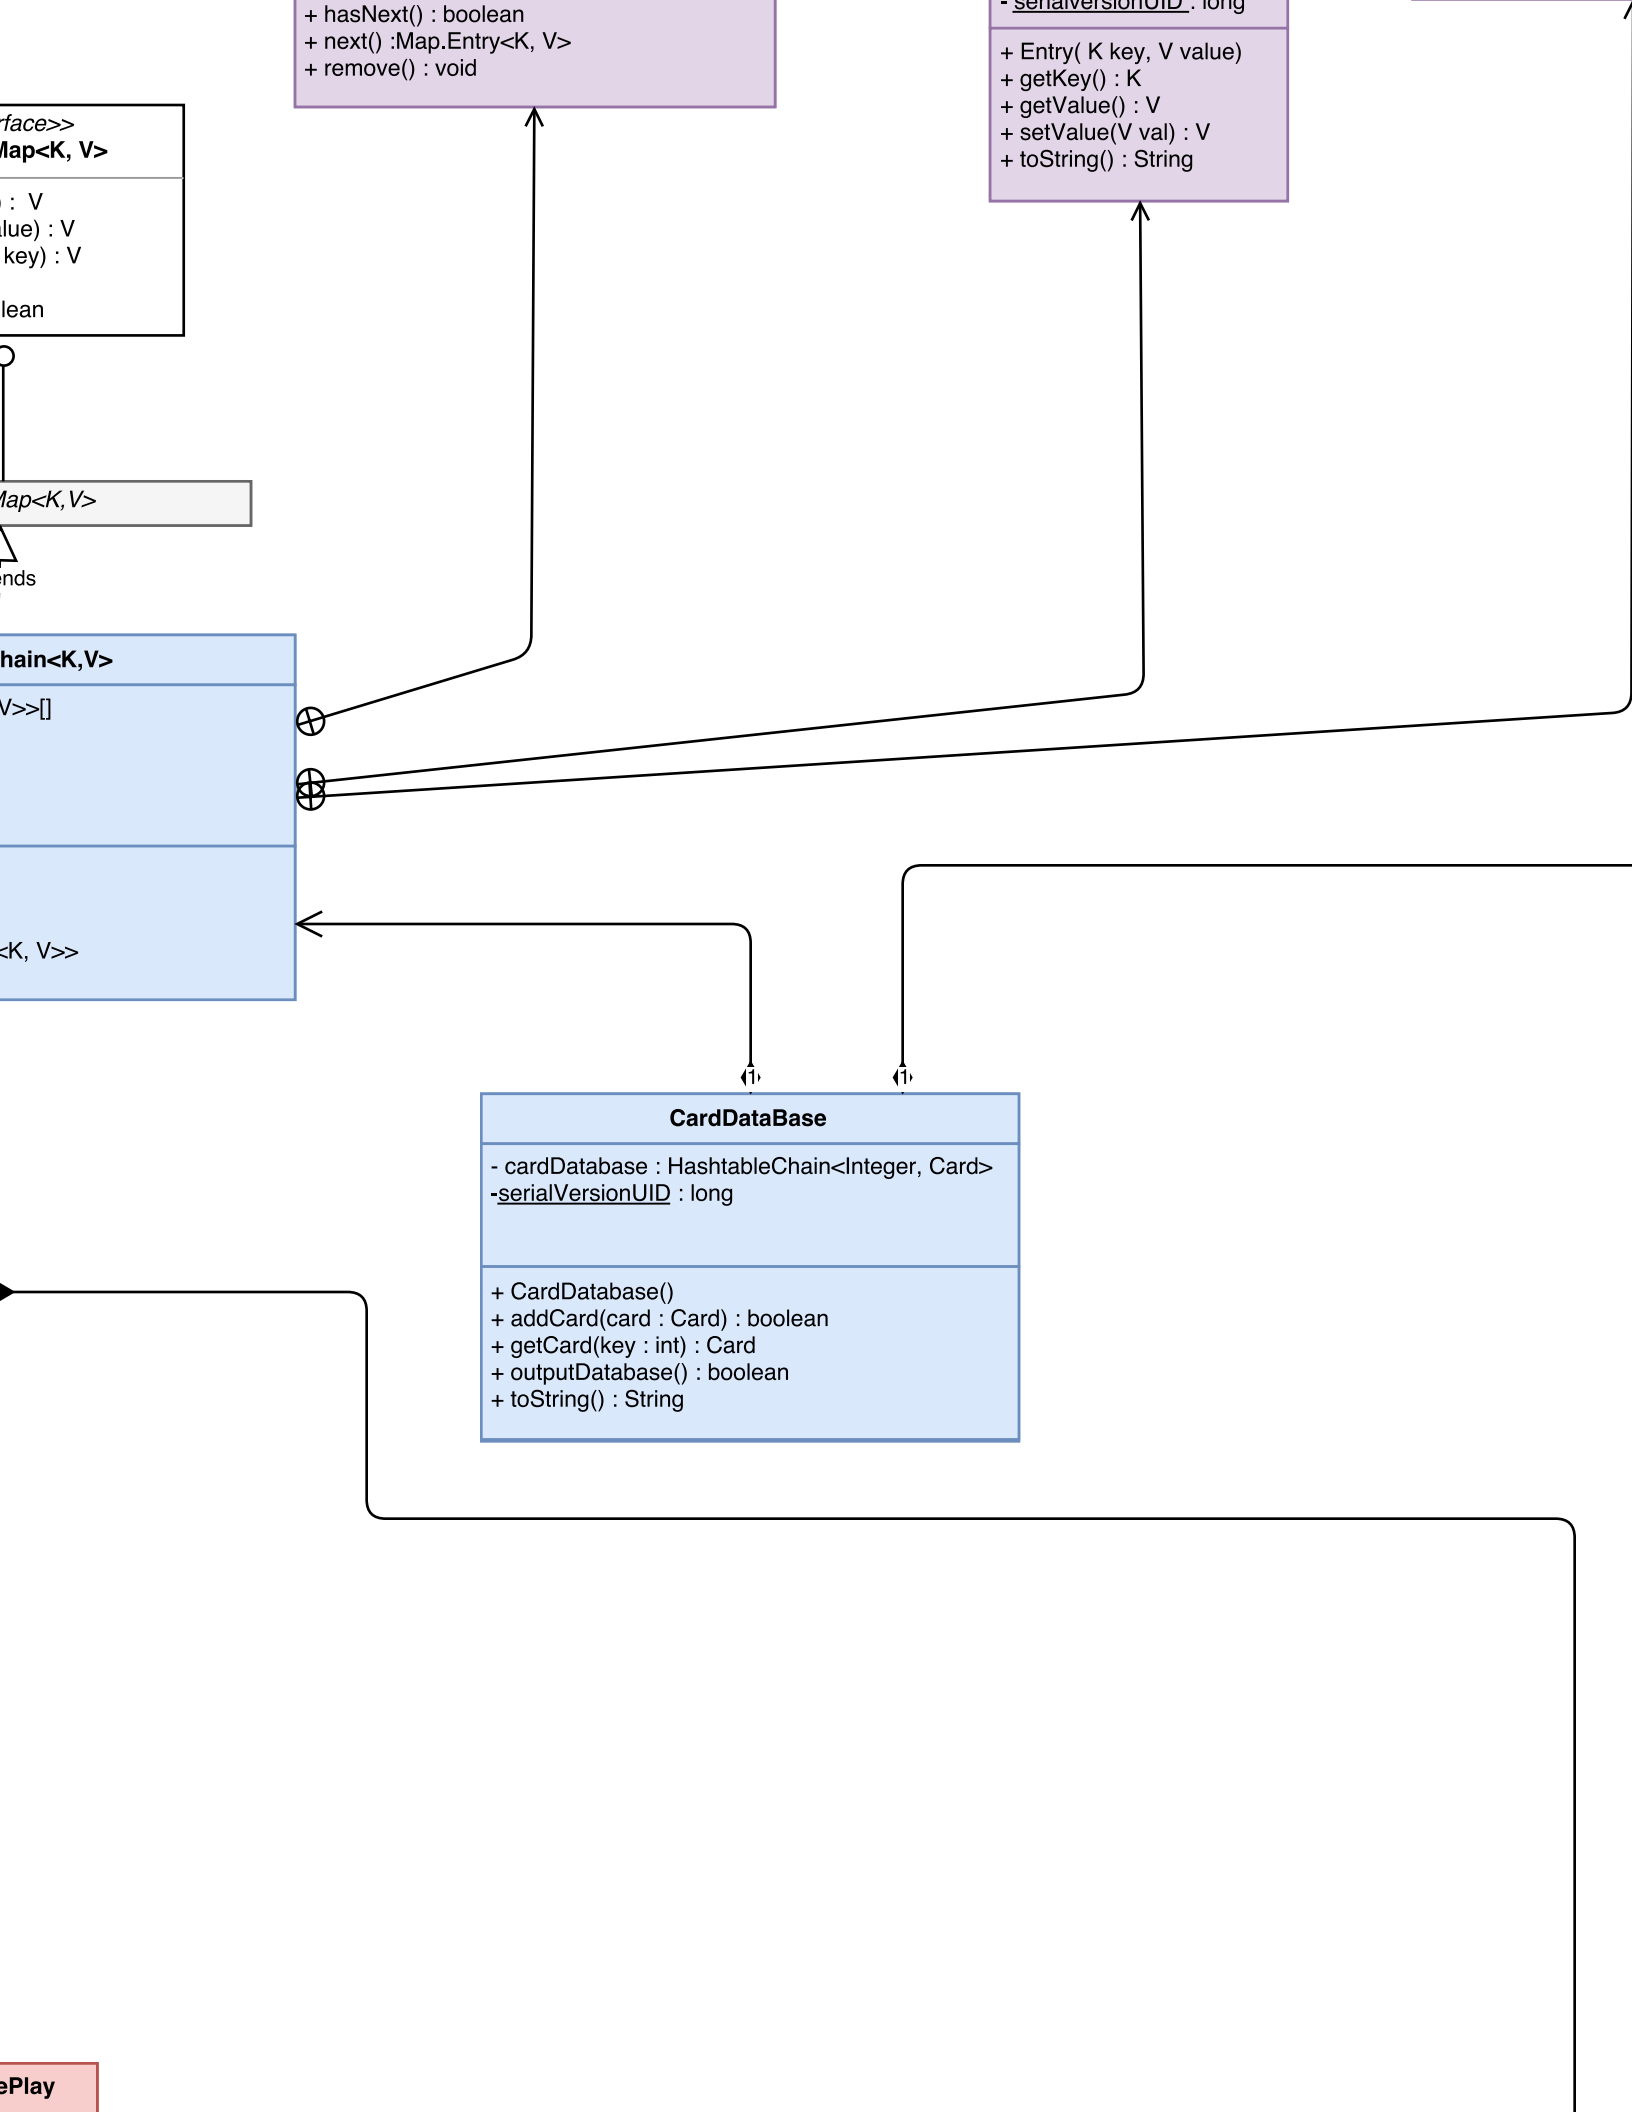 + hasNext() : boolean
+ next() :Map.Entry<K, V>
+ remove() : void
- serialVersionUID : long
+ Entry( K key, V value)
+ getKey() : K
+ getValue() : V
+ setValue(V val) : V
+ toString() : String
rface>>
Map<K, V>
) : V
alue) : V
key) : V
lean
Map<K,V>
ends
hain<K,V>
V>>[]
<K, V>>
1
1
CardDataBase
- cardDatabase : HashtableChain<Integer, Card>
-serialVersionUID : long
+ CardDatabase()
+ addCard(card : Card) : boolean
+ getCard(key : int) : Card
+ outputDatabase() : boolean
+ toString() : String
ePlay